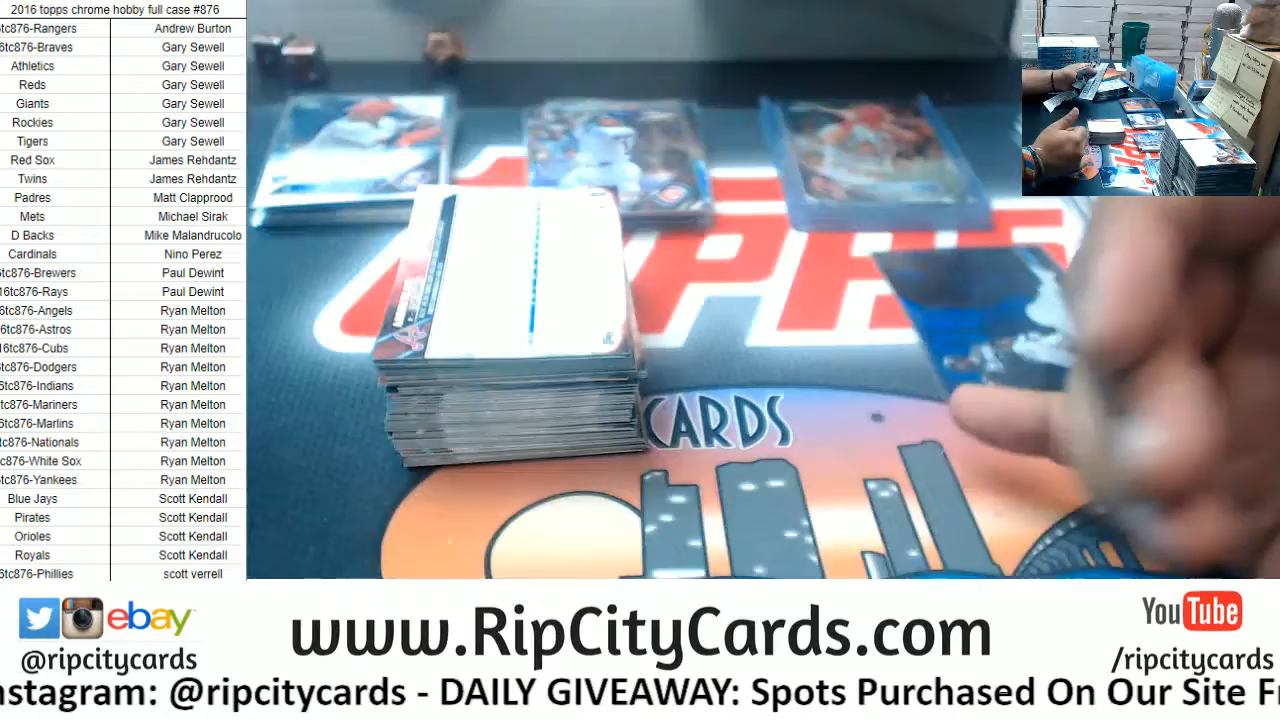 2016 topps chrome hobby full case #876
6tc876-Rangers Andrew Burton
6tc876-Braves Gary Sewell
Athletics Gary Sewell
Reds Gary Sewell
Giants Gary Sewell
Rockies Gary Sewell
Tigers Gary Sewell
Red Sox James Rehdantz
Twins James Rehdantz
Padres Matt Clapprood
Mets Michael Sirak
D Backs Mike Malandrucolo
Cardinals Nino Perez
6tc876-Brewers Paul Dewint
16tc876-Rays Paul Dewint
16tc876-Angels Ryan Melton
16tc876-Astros Ryan Melton
16tc876-Cubs Ryan Melton
6tc876-Dodgers Ryan Melton
6tc876-Indians Ryan Melton
6tc876-Mariners Ryan Melton
6tc876-Marlins Ryan Melton
tc876-Nationals Ryan Melton
tc876-White Sox Ryan Melton
6tc876-Yankees Ryan Melton
Blue Jays Scott Kendall
Pirates Scott Kendall
Orioles Scott Kendall
Royals Scott Kendall
6tc876-Phillies scott verrell
CARDS
ebay
@ripcitycards
www.RipCityCards.com
YouTube
/ripcitycards
nstagram: @ripcitycards - DAILY GIVEAWAY: Spots Purchased On Our Site Fr